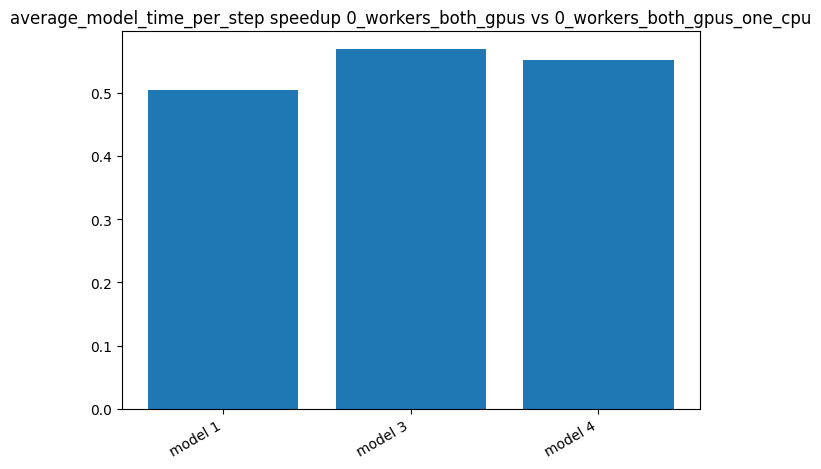 average_model_time_per_step speedup 0_workers_both_gpus vs 0_workers_both_gpus_one_cpu
0.5
0.4
0.3
0.2
0.1
0.0
model 1
model 3
model 4